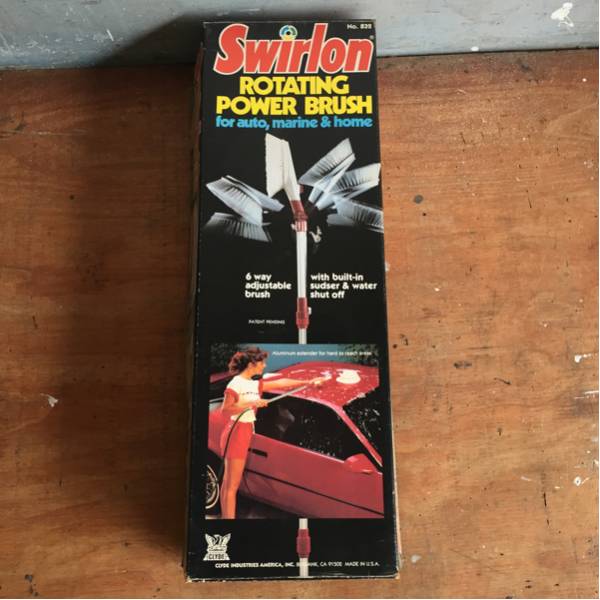 No. 838
Swirlon®
ROTATING
POWER BRUSH
for auto, marine & home
6 way
adjustable
brush
with built-in
sudser & water
shut off
PATENT PENDING
Aluminum extender for hard to reach areas
CLYDE
CLYDE INDUSTRIES AMERICA, INC. CA 91502 MADE IN U.S.A.